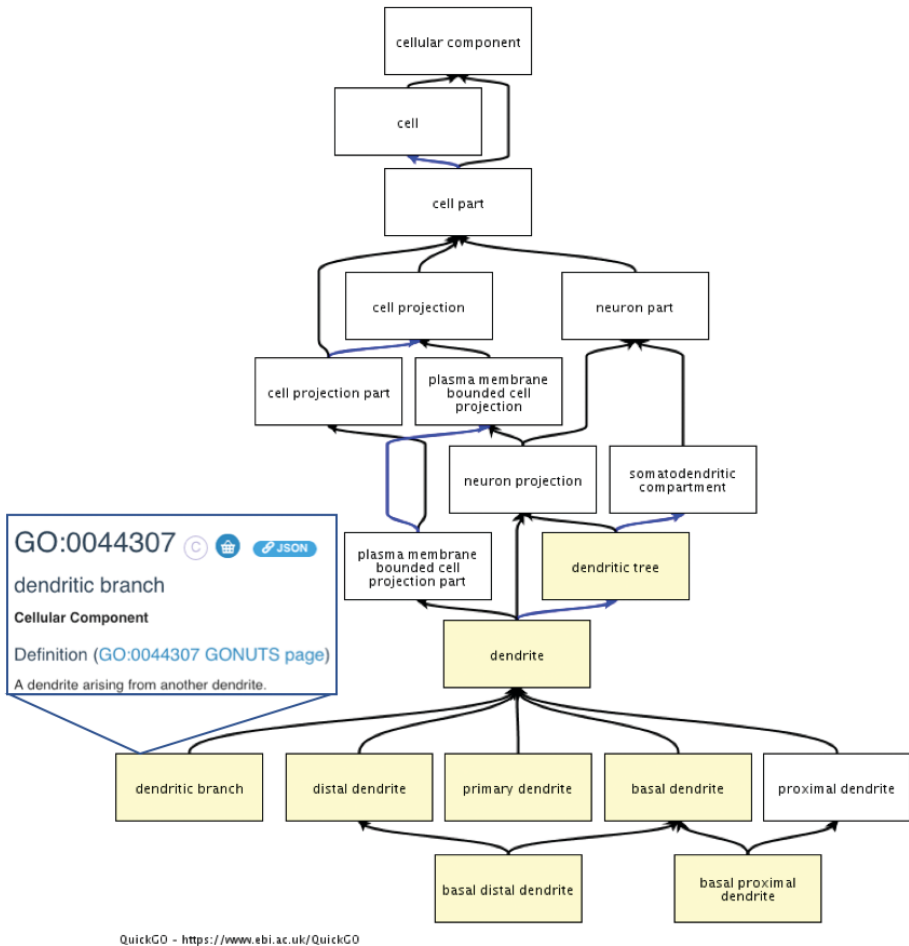 cellular component
cell
cell part
cell projection
neuron part
cell projection part
plasma membrane
bounded cell
projection
neuron projection
somatodendritic
compartment
GO:0044307 C JSON
dendritic branch
Cellular Component
Definition (GO:0044307 GONUTS page)
A dendrite arising from another dendrite.
plasma membrane
bounded cell
projection part
dendritic tree
dendrite
dendritic branch
distal dendrite
primary dendrite
basal dendrite
proximal dendrite
basal distal dendrite
basal proximal
dendrite
QuickGO - https://www.ebi.ac.uk/QuickGO